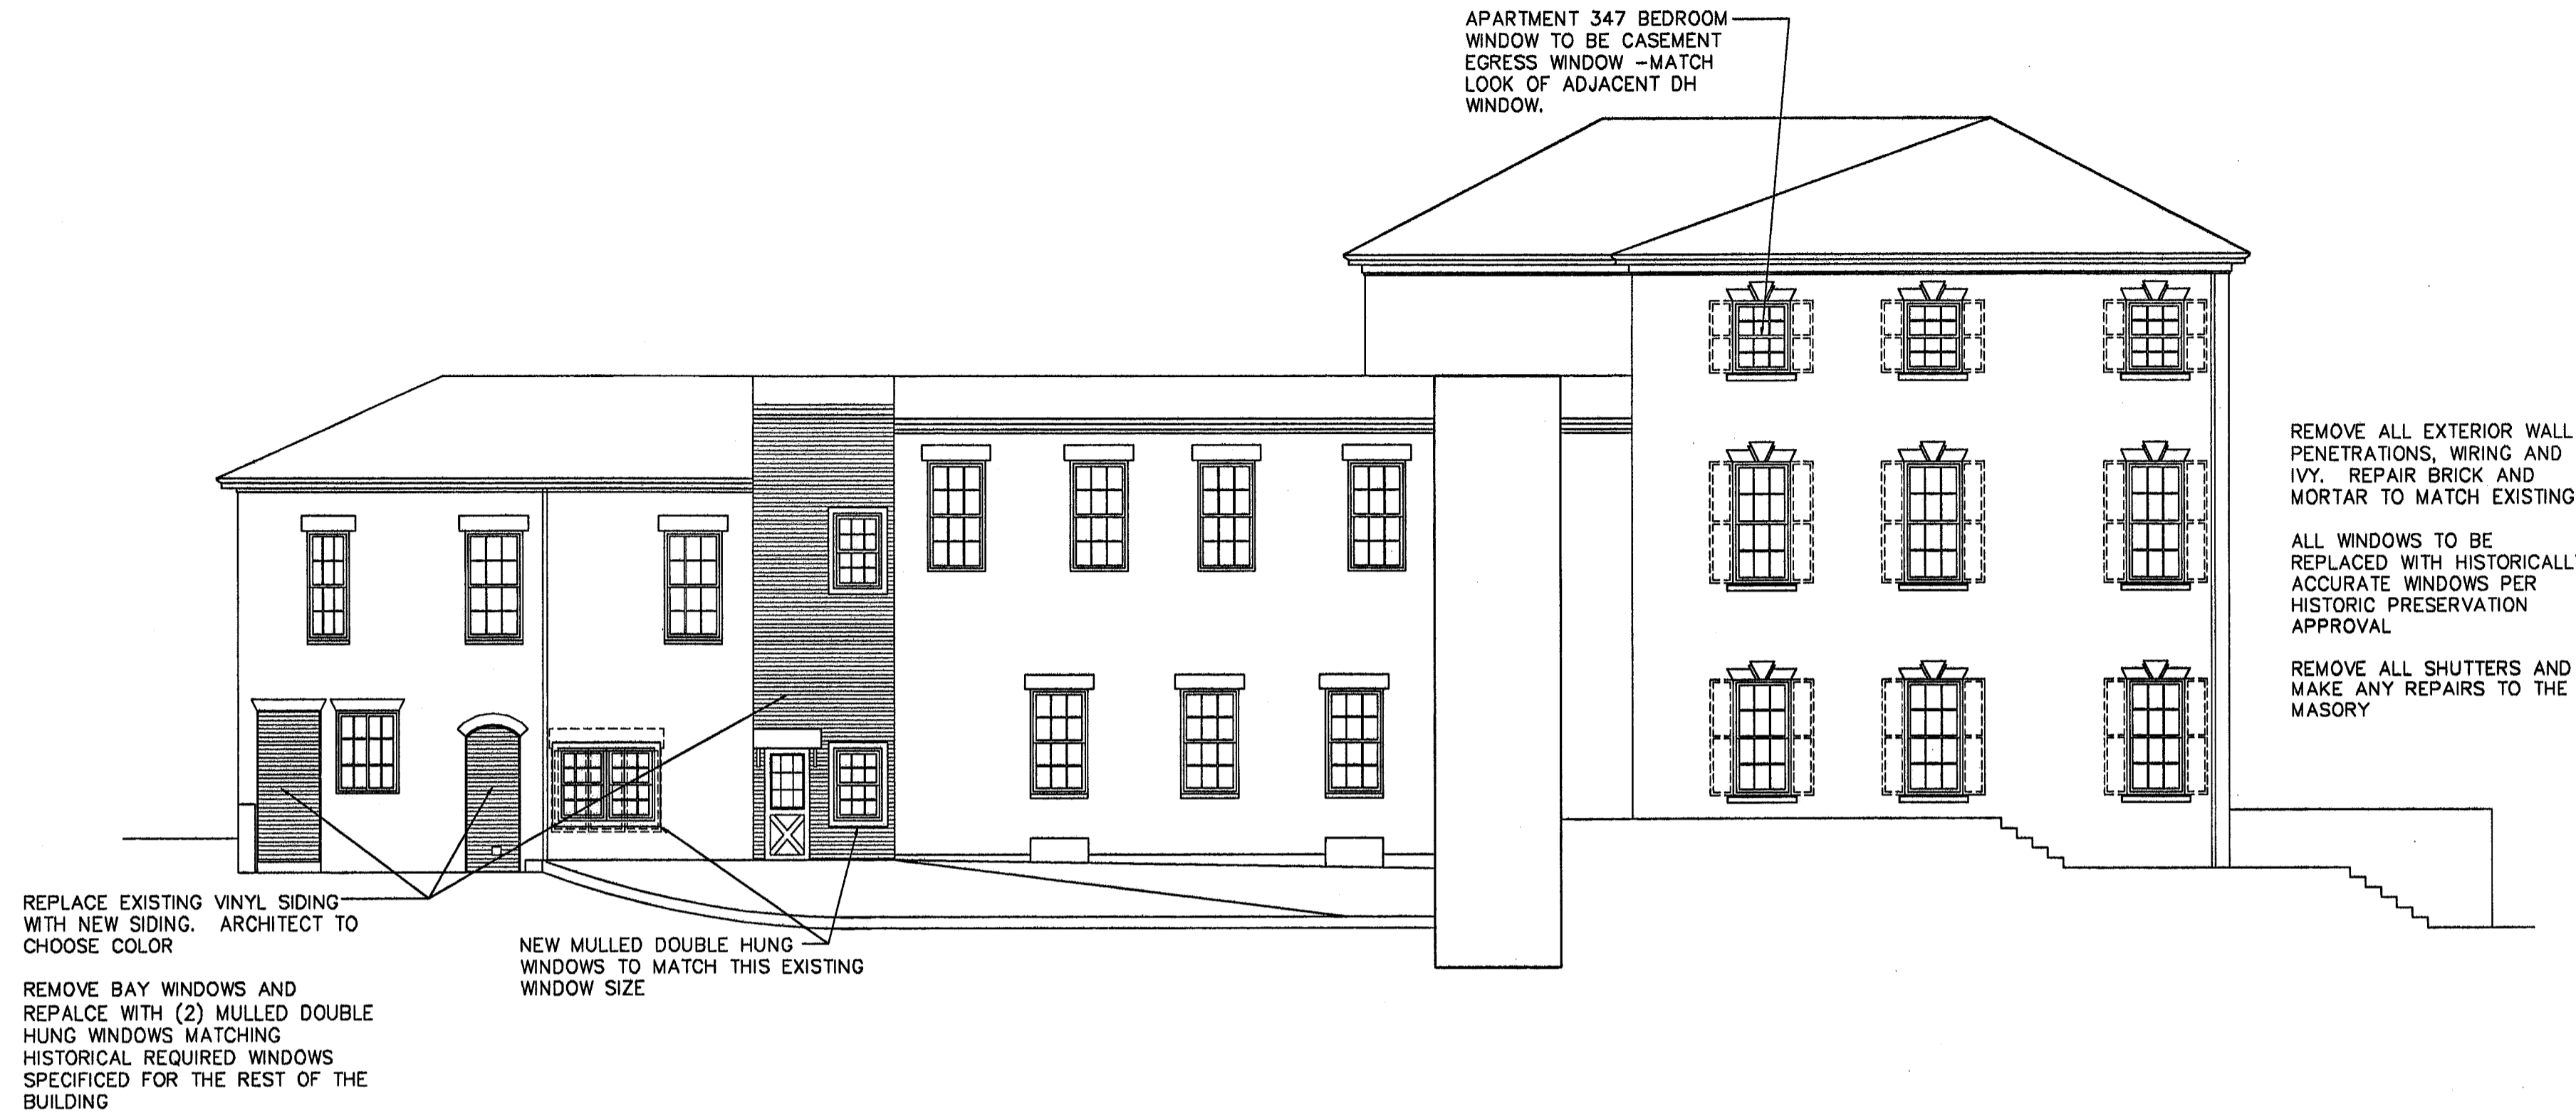 APARTMENT 347 BEDROOM
WINDOW TO BE CASEMENT
EGRESS WINDOW -MATCH
LOOK OF ADJACENT DH
WINDOW.
REMOVE ALL EXTERIOR WALL
PENETRATIONS, WIRING AND
IVY. REPAIR BRICK AND
MORTAR TO MATCH EXISTING
ALL WINDOWS TO BE
REPLACED WITH HISTORICALL
ACCURATE WINDOWS PER
HISTORIC PRESERVATION
APPROVAL
REMOVE ALL SHUTTERS AND
MAKE ANY REPAIRS TO THE
MASORY
REPLACE EXISTING VINYL SIDING
WITH NEW SIDING. ARCHITECT TO
CHOOSE COLOR
REMOVE BAY WINDOWS AND
REPALCE WITH (2) MULLED DOUBLE
HUNG WINDOWS MATCHING
HISTORICAL REQUIRED WINDOWS
SPECIFICED FOR THE REST OF THE
BUILDING
NEW MULLED DOUBLE HUNG
WINDOWS TO MATCH THIS EXISTING
WINDOW SIZE